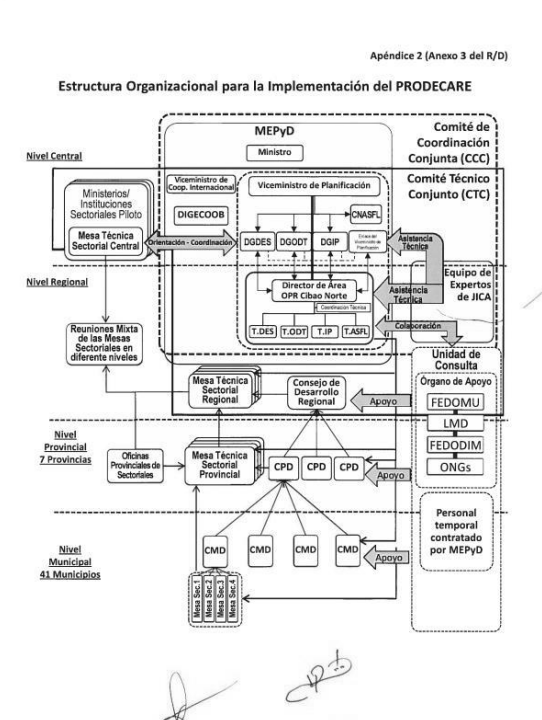 Apéndice 2 (Anexo 3 del R/D)
Estructura Organizacional para la Implementación del PRODECARE
Comité de
Coordinación
Conjunta (CCC)
MEPyD
Ministro
Nivel Central
Comité Técnico
Conjunto (CTC)
Viceministro de
Coop. Internacional
Viceministro de Planificación
Ministerios/
Instituciones
Sectoriales Piloto
DIGECOOB
CNASFL
Mesa Técnica
Sectorial Central
Orientación - Coordinación
DGDES
DGODT
DGIP
Planificación
Asistencia
Técnica
Nivel Regional
Equipo de
Expertos
de JICA
Director de Área
OPR Cibao Norte
Asistencia
Técnica
Coordinación Técnica
T.DES
T.ODT
T.IP
T.ASFL
Colaboración
Reuniones Mixta
de las Mesas
Sectoriales en
diferente niveles
Unidad de
Consulta
Órgano de Apoyo
Mesa Técnica
Sectorial
Regional
Consejo de
Desarrollo
Regional
Apoyo
FEDOMU
LMD
FEDODIM
ONGs
Nivel
Provincial
7 Provincias
Oficinas
Provinciales de
Sectoriales
Mesa Técnica
Sectorial
Provincial
CPD
CPD
CPD
Apoyo
Personal
temporal
contratado
por MEPyD
Nivel
Municipal
41 Municipios
CMD
CMD
CMD
CMD
Apoyo
Mesa Sec.1
Mesa Sec.2
Mesa Sec.3
Mesa Sec.4